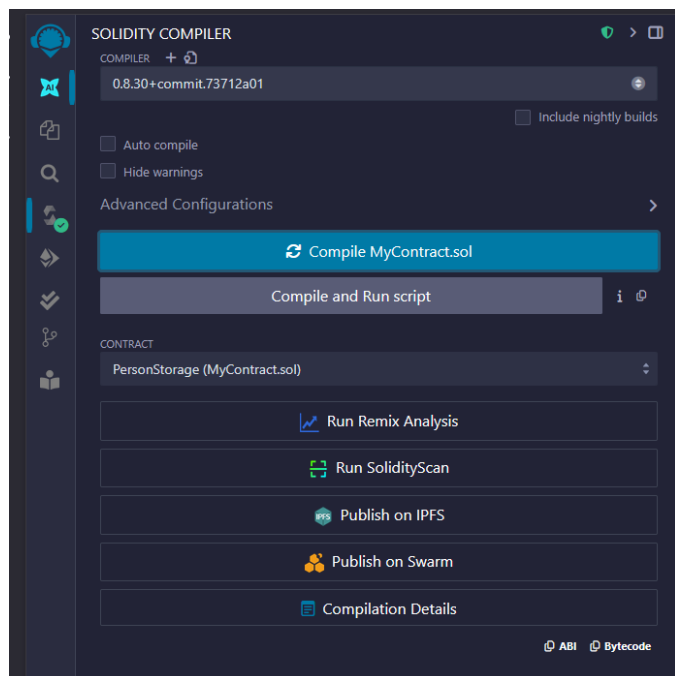 SOLIDITY COMPILER
COMPILER
0.8.30+commit.73712a01
Include nightly builds
Auto compile
Hide warnings
Advanced Configurations
Compile MyContract.sol
Compile and Run script
CONTRACT
PersonStorage (MyContract.sol)
Run Remix Analysis
Run SolidityScan
IPFS Publish on IPFS
Publish on Swarm
Compilation Details
ABI Bytecode
AI